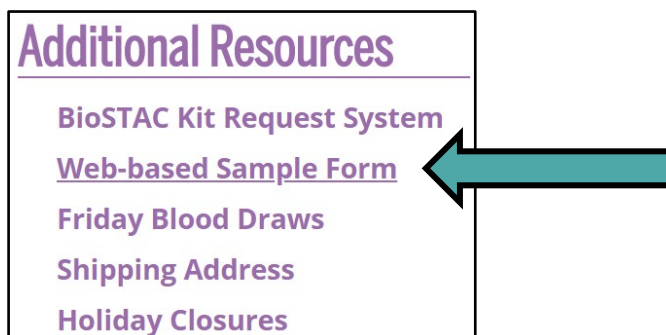 Additional Resources
BioSTAC Kit Request System
Web-based Sample Form
Friday Blood Draws
Shipping Address
Holiday Closures